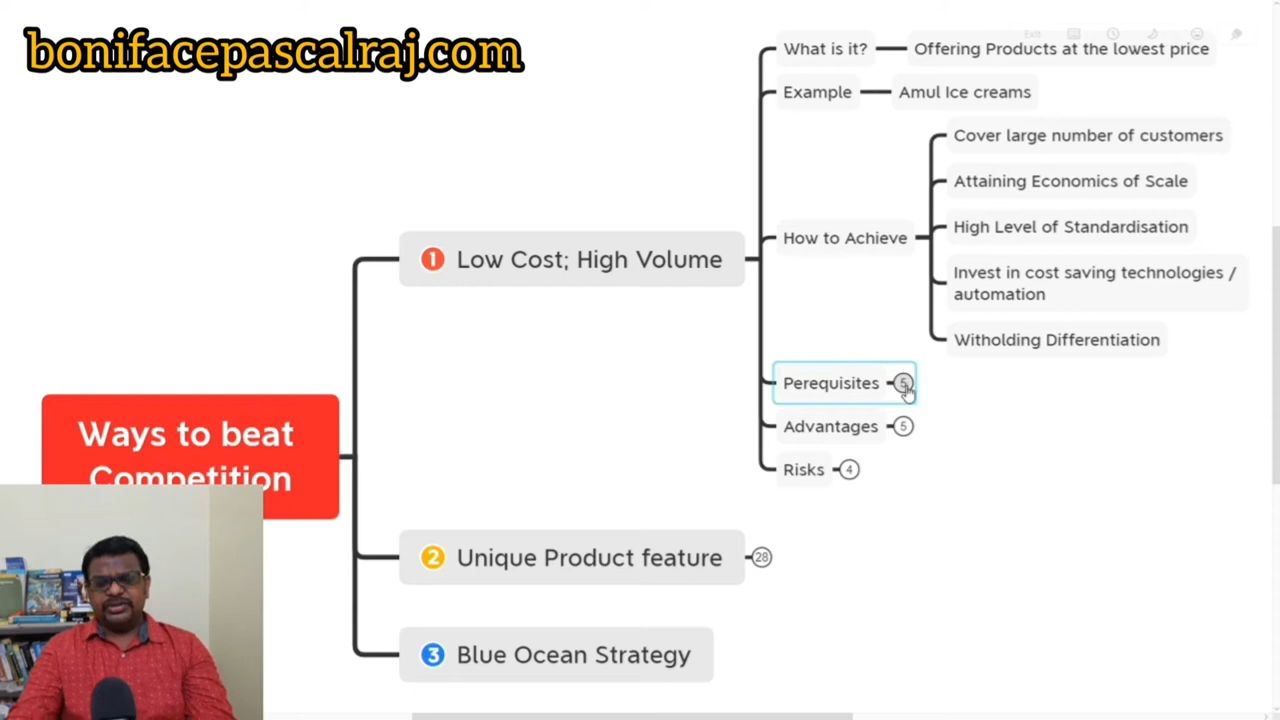 bonifacepascalraj.com
Exit
What is it?
Offering Products at the lowest price
Example
Amul Ice creams
How to Achieve
Cover large number of customers
Attaining Economics of Scale
High Level of Standardisation
Invest in cost saving technologies /
automation
Witholding Differentiation
1 Low Cost; High Volume
Perequisites 5
Advantages 5
Risks 4
Ways to beat
Competition
2 Unique Product feature 28
3 Blue Ocean Strategy